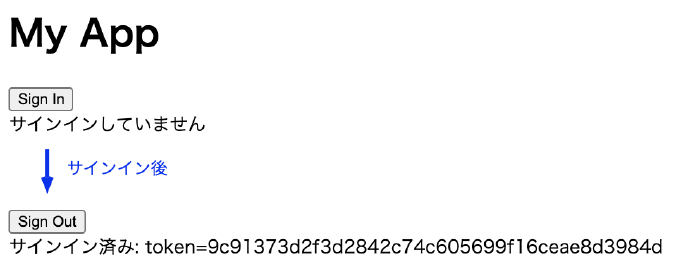 My App
Sign In
サインインしていません
サインイン後
Sign Out
サインイン済み: token=9c91373d2f3d2842c74c605699f16ceae8d3984d